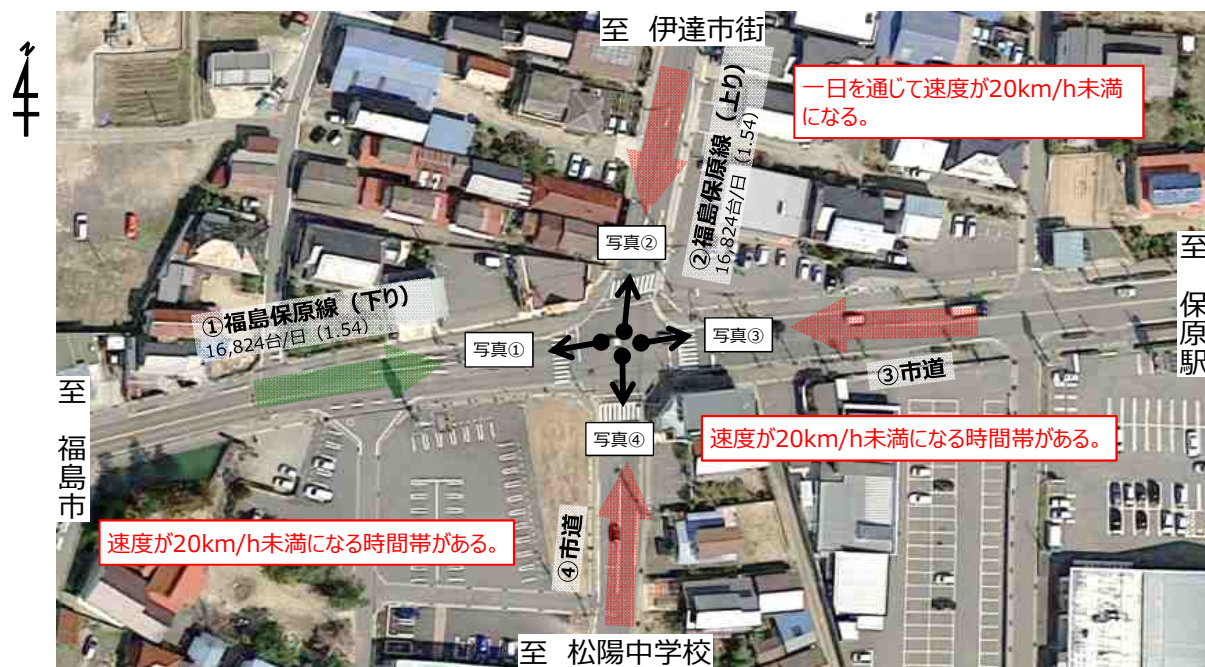 至 伊達市街
一日を通じて速度が20km/h未満
になる。
②福島保原線（上り）
16,824台/日（1.54）
写真②
至 保原駅
①福島保原線（下り）
16,824台/日（1.54）
写真①
写真③
③市道
至 福島市
写真④
速度が20km/h未満になる時間帯がある。
速度が20km/h未満になる時間帯がある。
④市道
至 松陽中学校